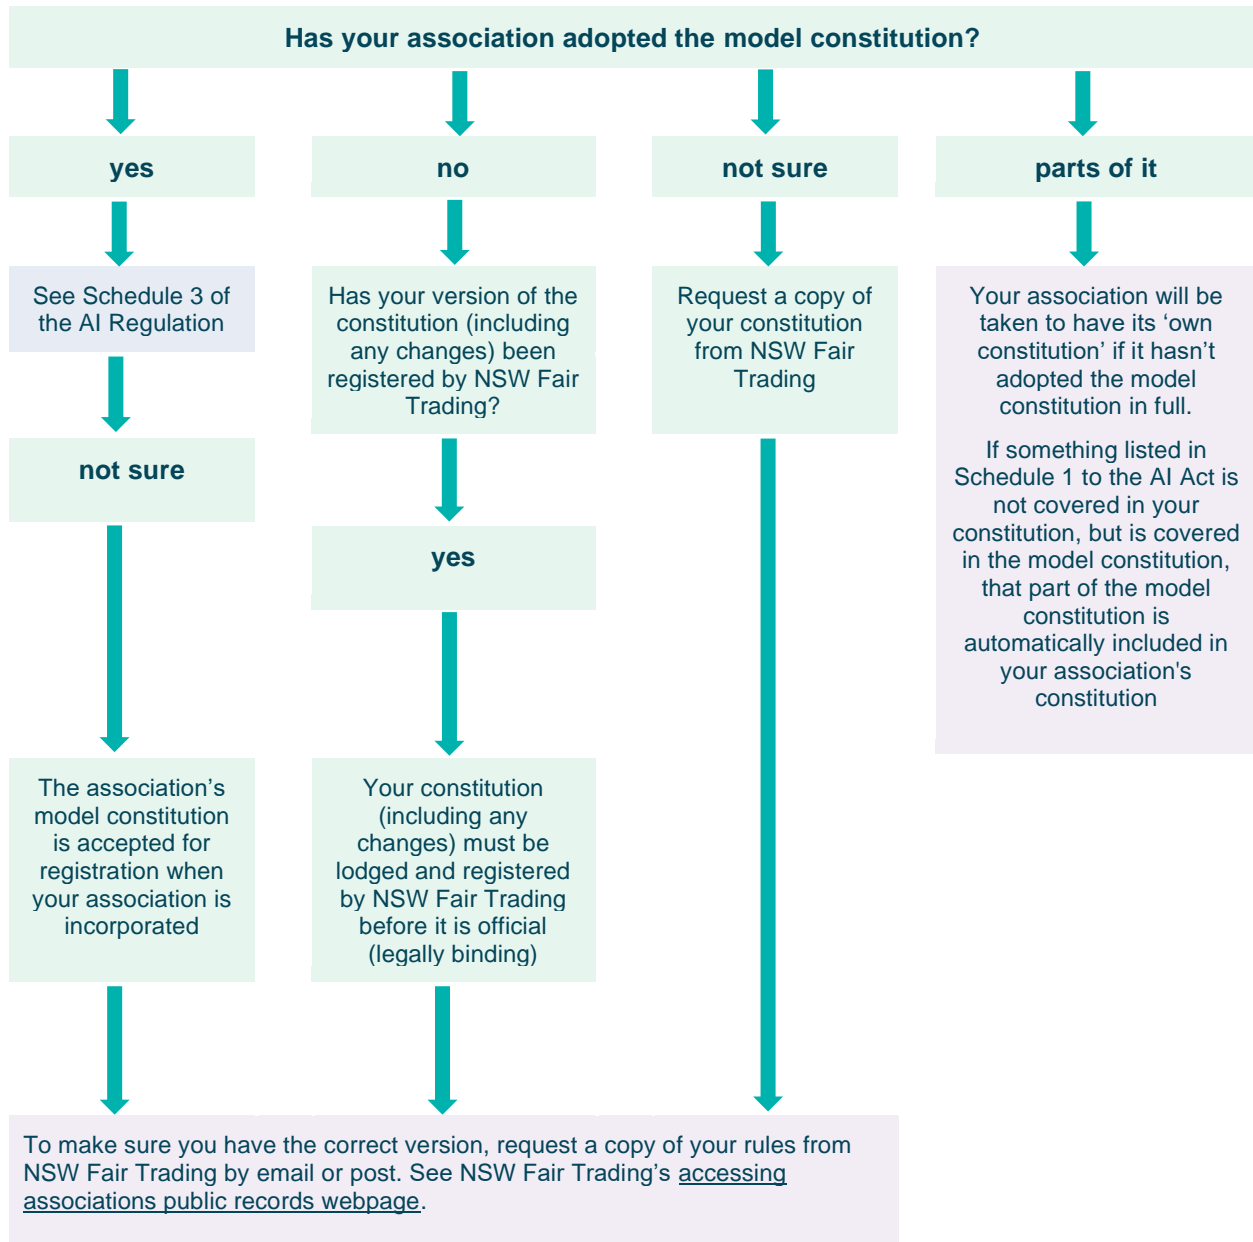 Has your association adopted the model constitution?
yes
no
not sure
parts of it
See Schedule 3 of
the AI Regulation
not sure
The association’s
model constitution
is accepted for
registration when
your association is
incorporated
Has your version of the
constitution (including
any changes) been
registered by NSW Fair
Trading?
yes
Your constitution
(including any
changes) must be
lodged and registered
by NSW Fair Trading
before it is official
(legally binding)
Request a copy of
your constitution
from NSW Fair
Trading
Your association will be
taken to have its ‘own
constitution’ if it hasn’t
adopted the model
constitution in full.
If something listed in
Schedule 1 to the AI Act is
not covered in your
constitution, but is covered
in the model constitution,
that part of the model
constitution is
automatically included in
your association's
constitution
To make sure you have the correct version, request a copy of your rules from
NSW Fair Trading by email or post. See NSW Fair Trading’s accessing
associations public records webpage.